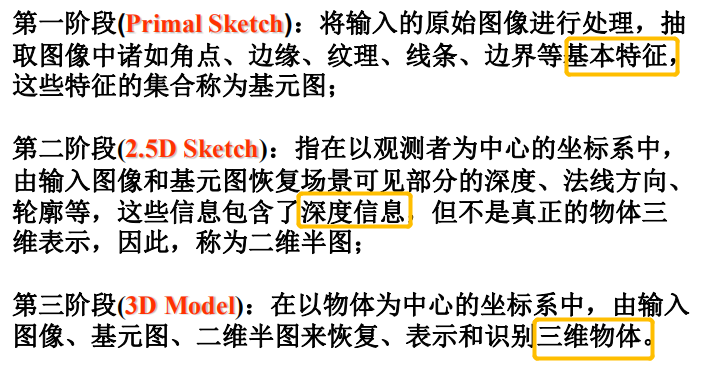 第一阶段(Primal Sketch)：将输入的原始图像进行处理，抽
取图像中诸如角点、边缘、纹理、线条、边界等基本特征，
这些特征的集合称为基元图；
第二阶段(2.5D Sketch)：指在以观测者为中心的坐标系中，
由输入图像和基元图恢复场景可见部分的深度、法线方向、
轮廓等，这些信息包含了深度信息，但不是真正的物体三
维表示，因此，称为二维半图；
第三阶段(3D Model)：在以物体为中心的坐标系中，由输入
图像、基元图、二维半图来恢复、表示和识别三维物体。